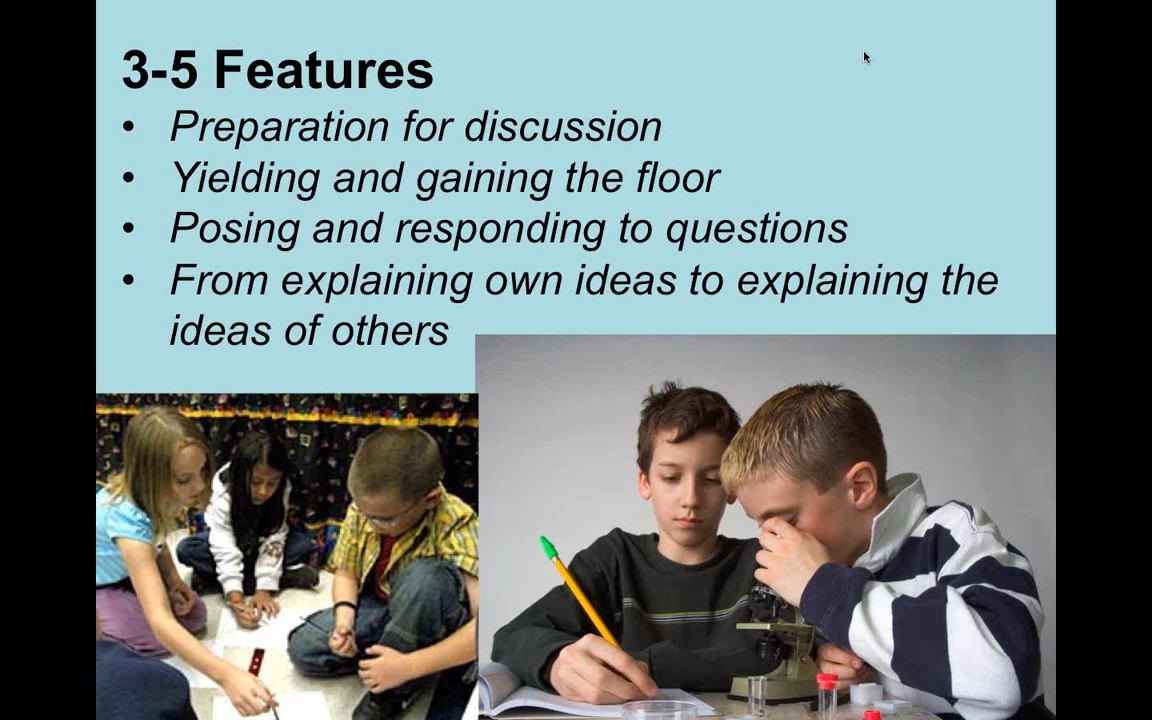 3-5 Features
• Preparation for discussion
• Yielding and gaining the floor
• Posing and responding to questions
• From explaining own ideas to explaining the
ideas of others